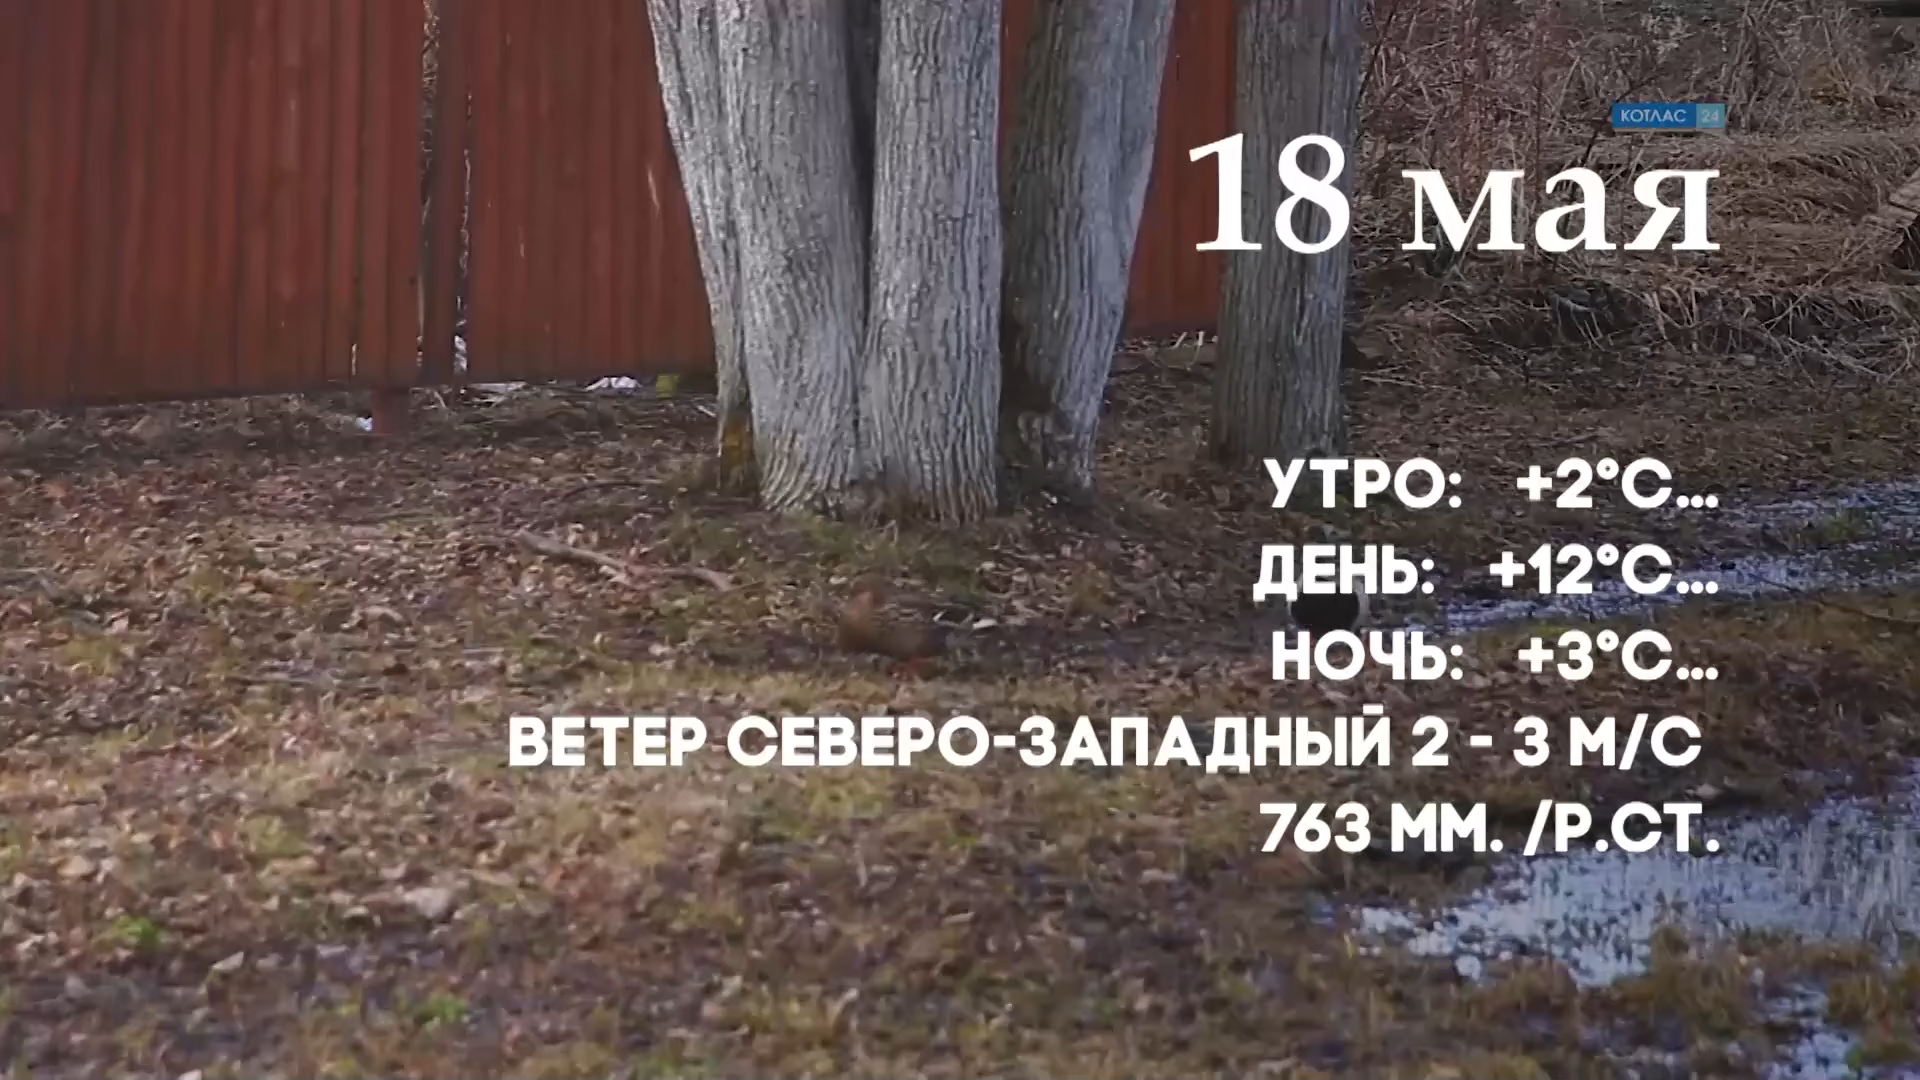 КОТЛАС 24
18 мая
УТРО: +2°С...
ДЕНЬ: +12°С...
НОЧЬ: +3°С...
ВЕТЕР СЕВЕРО-ЗАПАДНЫЙ 2 - 3 М/С
763 ММ. /Р.СТ.